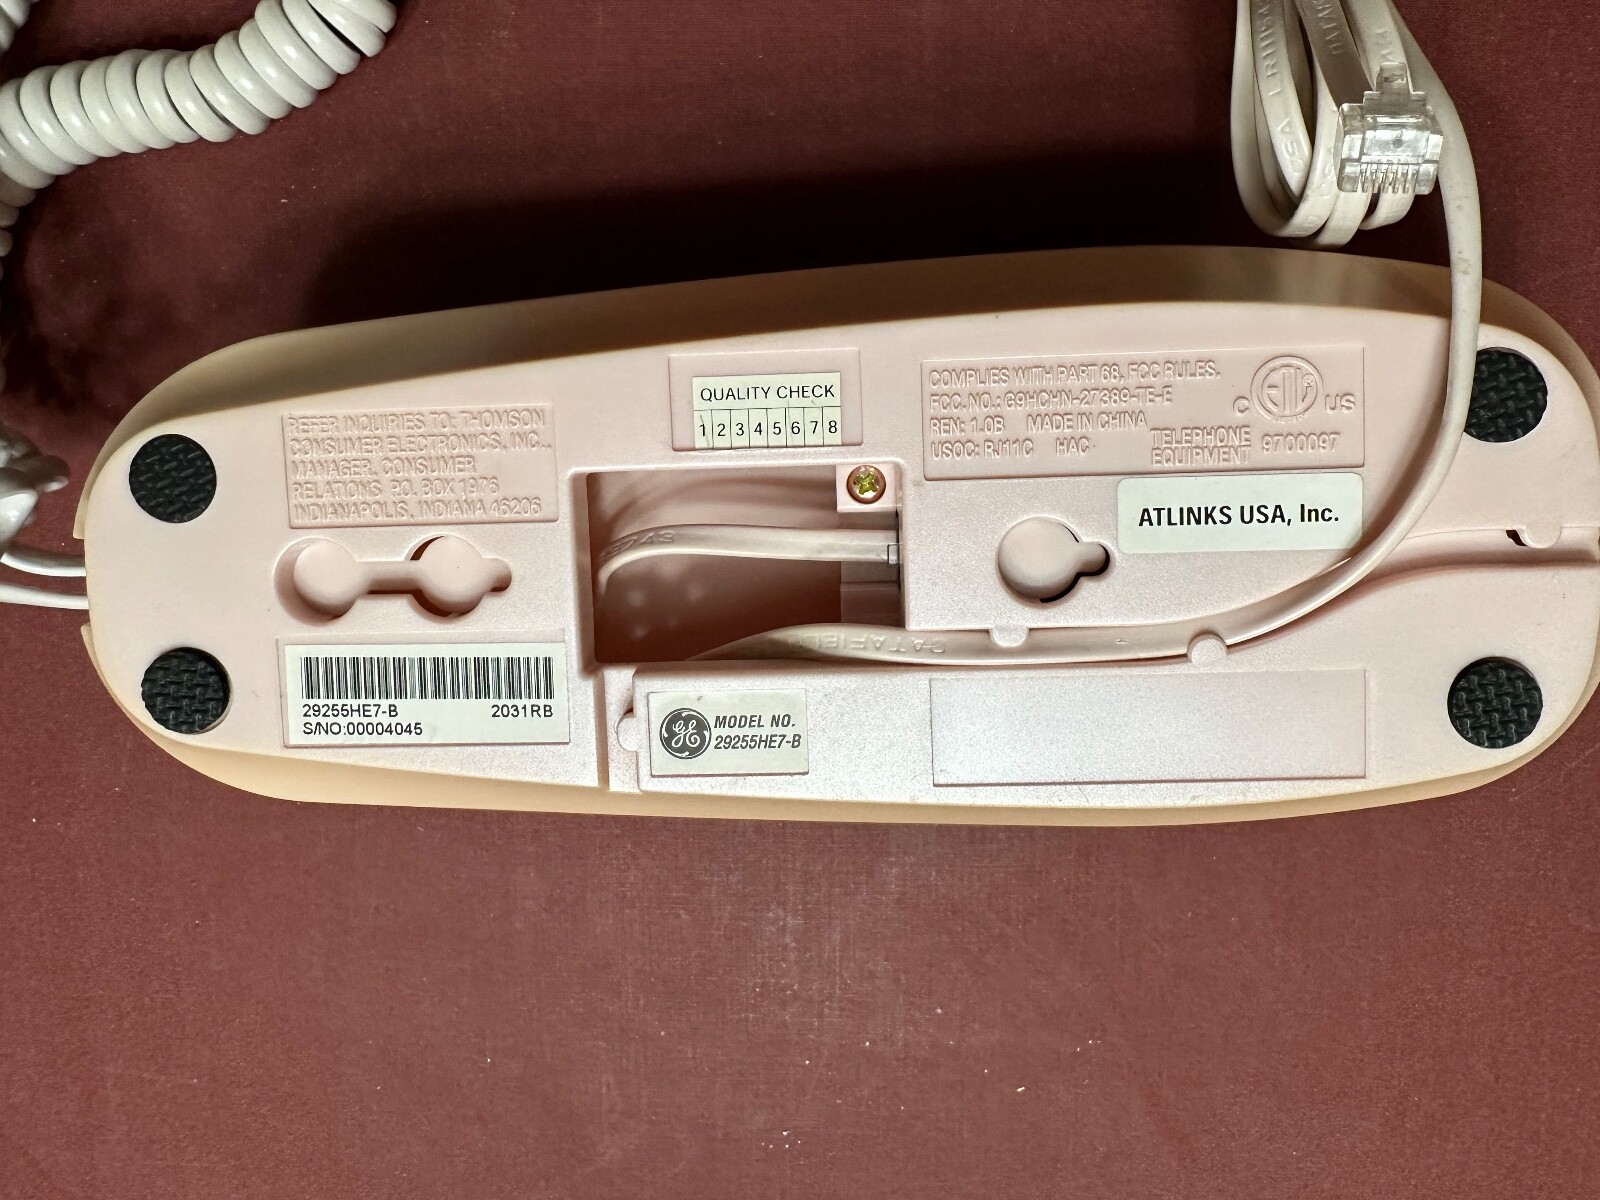 REFER INQUIRIES TO: THOMSON
CONSUMER ELECTRONICS, INC.,
MANAGER, CONSUMER
RELATIONS P.O. BOX 1976
INDIANAPOLIS, INDIANA 46206
QUALITY CHECK
1 2 3 4 5 6 7 8
COMPLIES WITH PART 68, FCC RULES.
FCC. NO.: G9HCHN-27389-TE-E
REN: 1.0B MADE IN CHINA
USOC: RJ11C HAC
TELEPHONE
EQUIPMENT 9700097
C ETL ® US
ATLINKS USA, Inc.
29255HE7-B 2031RB
S/NO:00004045
GE MODEL NO.
29255HE7-B